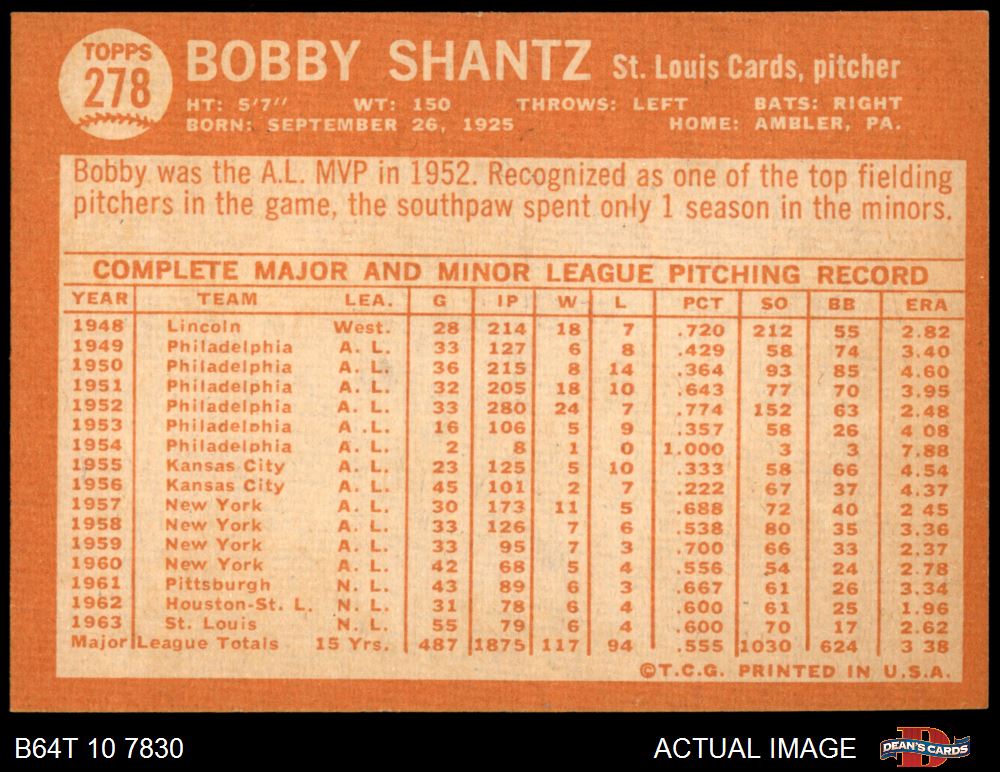 TOPPS
278
BOBBY SHANTZ St. Louis Cards, pitcher
HT: 5'7" WT: 150 THROWS: LEFT BATS: RIGHT
BORN: SEPTEMBER 26, 1925 HOME: AMBLER, PA.
Bobby was the A.L. MVP in 1952. Recognized as one of the top fielding
pitchers in the game, the southpaw spent only 1 season in the minors.
COMPLETE MAJOR AND MINOR LEAGUE PITCHING RECORD
YEAR TEAM LEA. G IP W L PCT SO BB ERA
1948 Lincoln West. 28 214 18 7 .720 212 55 2.82
1949 Philadelphia A. L. 33 127 6 8 .429 58 74 3.40
1950 Philadelphia A. L. 36 215 8 14 .364 93 85 4.60
1951 Philadelphia A. L. 32 205 18 10 .643 77 70 3.95
1952 Philadelphia A. L. 33 280 24 7 .774 152 63 2.48
1953 Philadelphia A. L. 16 106 5 9 .357 58 26 4 08
1954 Philadelphia A. L. 2 8 1 0 1.000 3 3 7.88
1955 Kansas City A. L. 23 125 5 10 .333 58 66 4.54
1956 Kansas City A. L. 45 101 2 7 .222 67 37 4.37
1957 New York A. L. 30 173 11 5 .688 72 40 2 45
1958 New York A. L. 33 126 7 6 .538 80 35 3.36
1959 New York A. L. 33 95 7 3 .700 66 33 2.37
1960 New York A. L. 42 68 5 4 .556 54 24 2.78
1961 Pittsburgh N. L. 43 89 6 3 .667 61 26 3.34
1962 Houston-St. L. N. L. 31 78 6 4 .600 61 25 1.96
1963 St. Louis N. L. 55 79 6 4 .600 70 17 2.62
Major League Totals 15 Yrs. 487 1875 117 94 .555 1030 624 3 38
©T.C.G. PRINTED IN U.S.A.
B64T 10 7830 ACTUAL IMAGE D DEAN'S CARDS